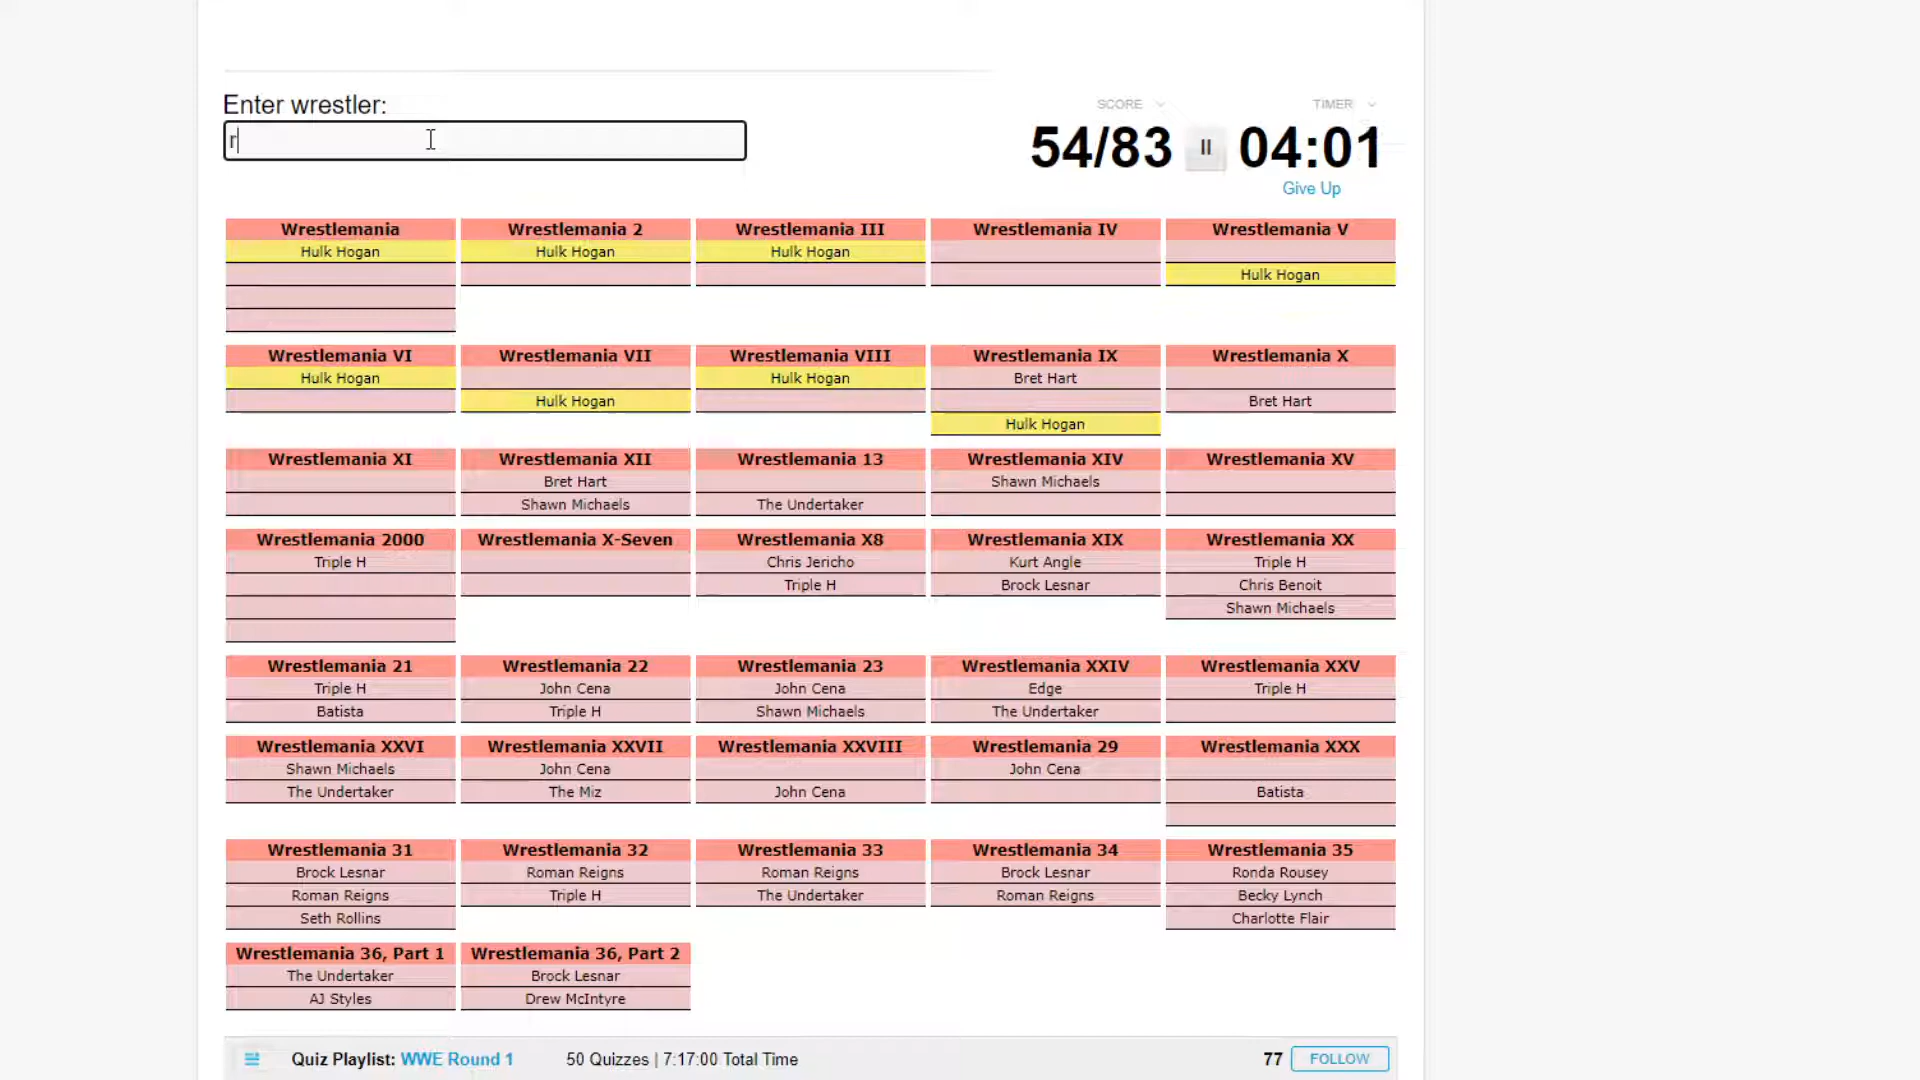 Enter wrestler:
r
SCORE
TIMER
54/83
04:01
Give Up
Wrestlemania
Hulk Hogan
Wrestlemania 2
Hulk Hogan
Wrestlemania III
Hulk Hogan
Wrestlemania IV
Wrestlemania V
Hulk Hogan
Wrestlemania VI
Hulk Hogan
Wrestlemania VII
Hulk Hogan
Wrestlemania VIII
Hulk Hogan
Wrestlemania IX
Bret Hart
Hulk Hogan
Wrestlemania X
Bret Hart
Wrestlemania XI
Wrestlemania XII
Bret Hart
Shawn Michaels
Wrestlemania 13
The Undertaker
Wrestlemania XIV
Shawn Michaels
Wrestlemania XV
Wrestlemania 2000
Triple H
Wrestlemania X-Seven
Wrestlemania X8
Chris Jericho
Triple H
Wrestlemania XIX
Kurt Angle
Brock Lesnar
Wrestlemania XX
Triple H
Chris Benoit
Shawn Michaels
Wrestlemania 21
Triple H
Batista
Wrestlemania 22
John Cena
Triple H
Wrestlemania 23
John Cena
Shawn Michaels
Wrestlemania XXIV
Edge
The Undertaker
Wrestlemania XXV
Triple H
Wrestlemania XXVI
Shawn Michaels
The Undertaker
Wrestlemania XXVII
John Cena
The Miz
Wrestlemania XXVIII
John Cena
Wrestlemania 29
John Cena
Wrestlemania XXX
Batista
Wrestlemania 31
Brock Lesnar
Roman Reigns
Seth Rollins
Wrestlemania 32
Roman Reigns
Triple H
Wrestlemania 33
Roman Reigns
The Undertaker
Wrestlemania 34
Brock Lesnar
Roman Reigns
Wrestlemania 35
Ronda Rousey
Becky Lynch
Charlotte Flair
Wrestlemania 36, Part 1
The Undertaker
AJ Styles
Wrestlemania 36, Part 2
Brock Lesnar
Drew McIntyre
Quiz Playlist: WWE Round 1
50 Quizzes | 7:17:00 Total Time
77
FOLLOW